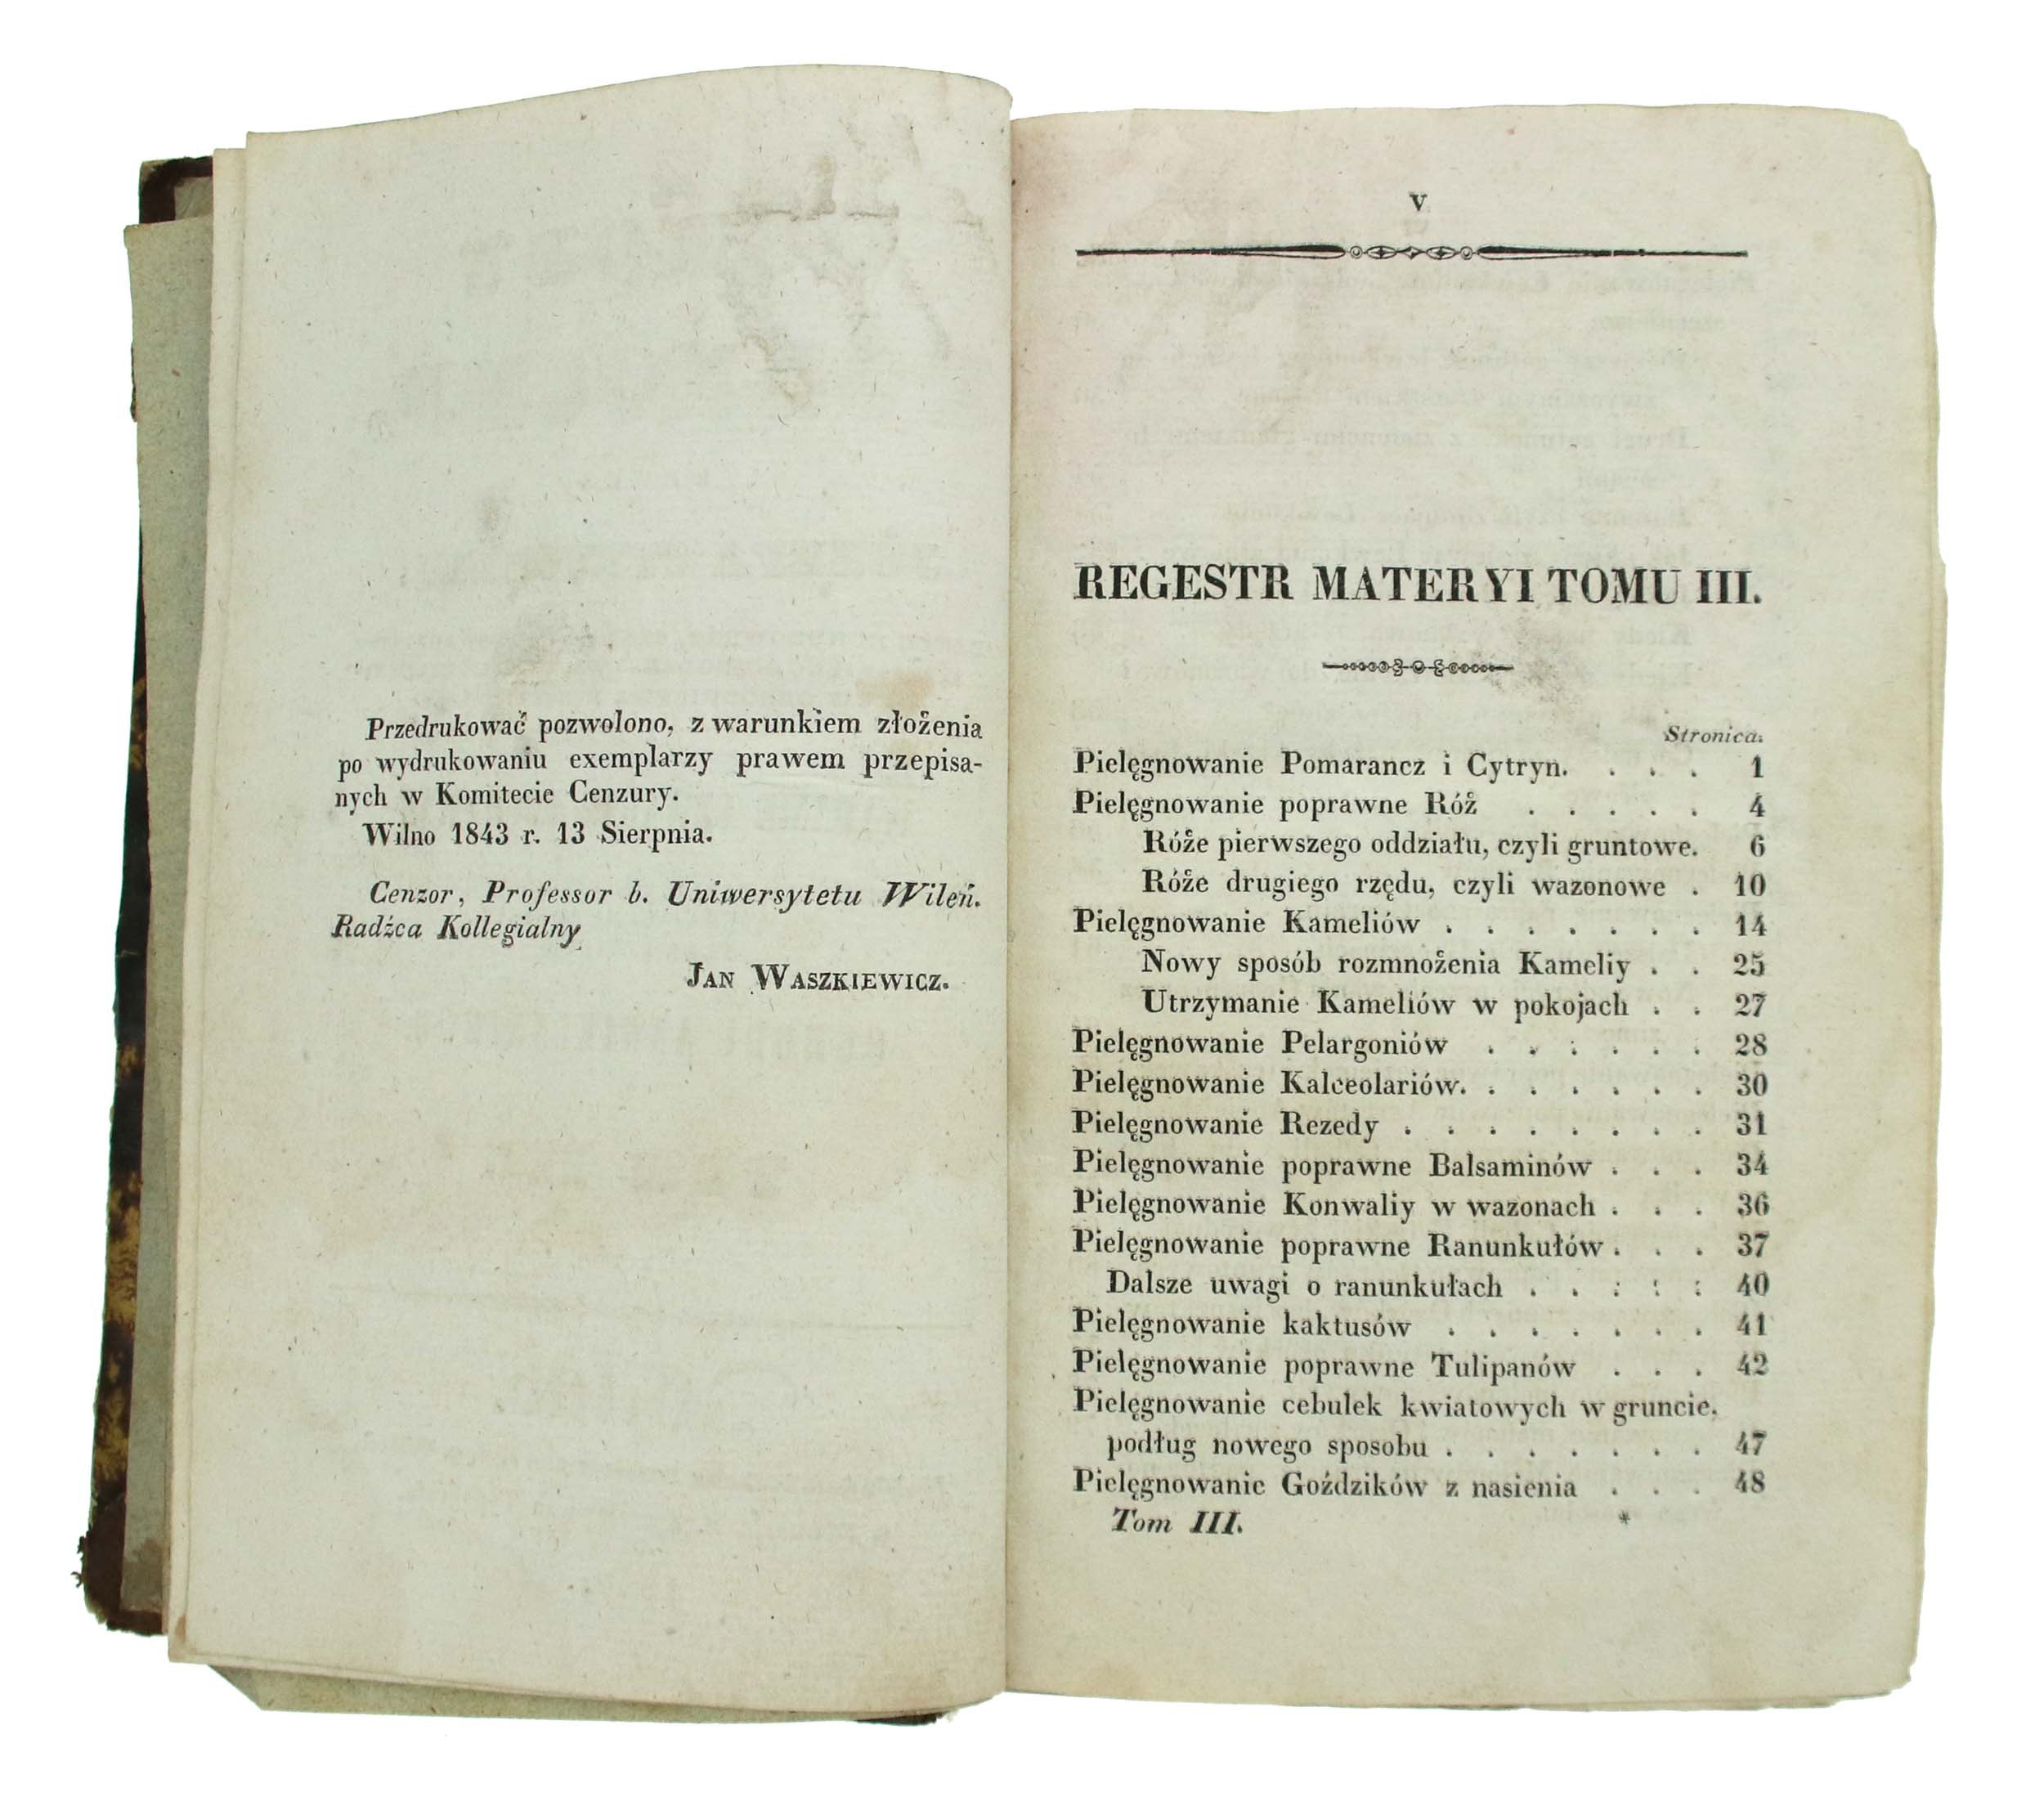 Przedrukować pozwolono, z warunkiem złożenia
po wydrukowaniu exemplarzy prawem przepisa-
nych w Komitecie Cenzury.
Wilno 1843 r. 13 Sierpnia.
Cenzor, Professor b. Uniwersytetu Wileń.
Radźca Kollegialny
JAN WASZKIEWICZ.
V
REGESTR MATERYI TOMU III.
Stronica.
Pielęgnowanie Pomarancz i Cytryn. . . . 1
Pielęgnowanie poprawne Róż . . . . . 4
Róże pierwszego oddziału, czyli gruntowe. 6
Róże drugiego rzędu, czyli wazonowe . 10
Pielęgnowanie Kameliów . . . . . . . 14
Nowy sposób rozmnożenia Kameliy . . 25
Utrzymanie Kameliów w pokojach . . 27
Pielęgnowanie Pelargoniów . . . . . . 28
Pielęgnowanie Kalceolariów. . . . . . . 30
Pielęgnowanie Rezedy . . . . . . . . 31
Pielęgnowanie poprawne Balsaminów . . . 34
Pielęgnowanie Konwaliy w wazonach . . . 36
Pielęgnowanie poprawne Ranunkułów . . . 37
Dalsze uwagi o ranunkułach . . . . . 40
Pielęgnowanie kaktusów . . . . . . . 41
Pielęgnowanie poprawne Tulipanów . . . 42
Pielęgnowanie cebulek kwiatowych w gruncie.
podług nowego sposobu . . . . . . . 47
Pielęgnowanie Goździków z nasienia . . . 48
Tom III. *